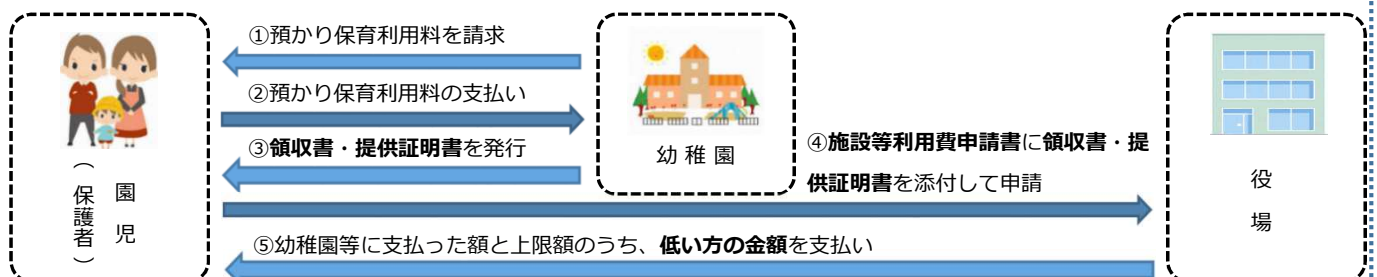 ①預かり保育利用料を請求
②預かり保育利用料の支払い
③領収書・提供証明書を発行
園児
（保護者）
幼稚園
④施設等利用費申請書に領収書・提
供証明書を添付して申請
役場
⑤幼稚園等に支払った額と上限額のうち、低い方の金額を支払い